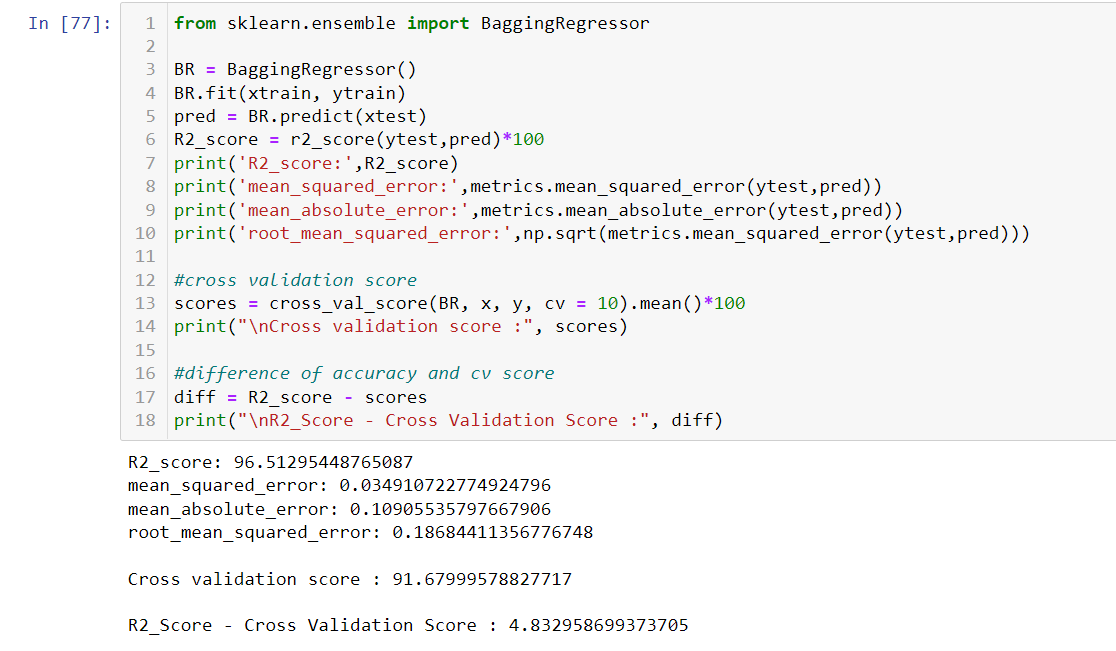 In [77]:
1 from sklearn.ensemble import BaggingRegressor
2
3 BR = BaggingRegressor()
4 BR.fit(xtrain, ytrain)
5 pred = BR.predict(xtest)
6 R2_score = r2_score(ytest,pred)*100
7 print('R2_score:',R2_score)
8 print('mean_squared_error:',metrics.mean_squared_error(ytest,pred))
9 print('mean_absolute_error:',metrics.mean_absolute_error(ytest,pred))
10 print('root_mean_squared_error:',np.sqrt(metrics.mean_squared_error(ytest,pred)))
11
12 #cross validation score
13 scores = cross_val_score(BR, x, y, cv = 10).mean()*100
14 print("\nCross validation score :", scores)
15
16 #difference of accuracy and cv score
17 diff = R2_score - scores
18 print("\nR2_Score - Cross Validation Score :", diff)
R2_score: 96.51295448765087
mean_squared_error: 0.034910722774924796
mean_absolute_error: 0.10905535797667906
root_mean_squared_error: 0.18684411356776748
Cross validation score : 91.67999578827717
R2_Score - Cross Validation Score : 4.832958699373705